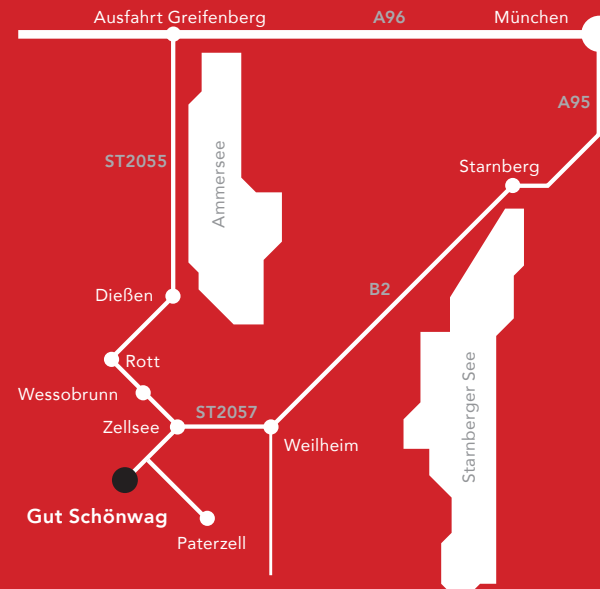 Ausfahrt Greifenberg
A96
München
A95
ST2055
Ammersee
Starnberg
B2
Dießen
Rott
Wessobrunn
ST2057
Zellsee
Weilheim
Starnberger See
Gut Schönwag
Paterzell